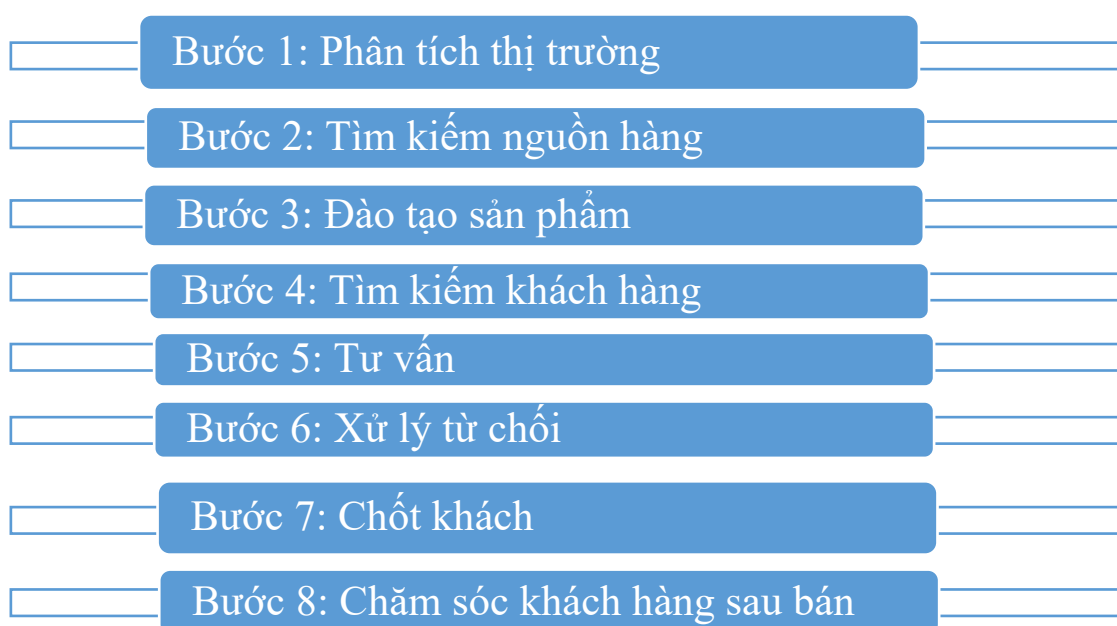 Bước 1: Phân tích thị trường
Bước 2: Tìm kiếm nguồn hàng
Bước 3: Đào tạo sản phẩm
Bước 4: Tìm kiếm khách hàng
Bước 5: Tư vấn
Bước 6: Xử lý từ chối
Bước 7: Chốt khách
Bước 8: Chăm sóc khách hàng sau bán